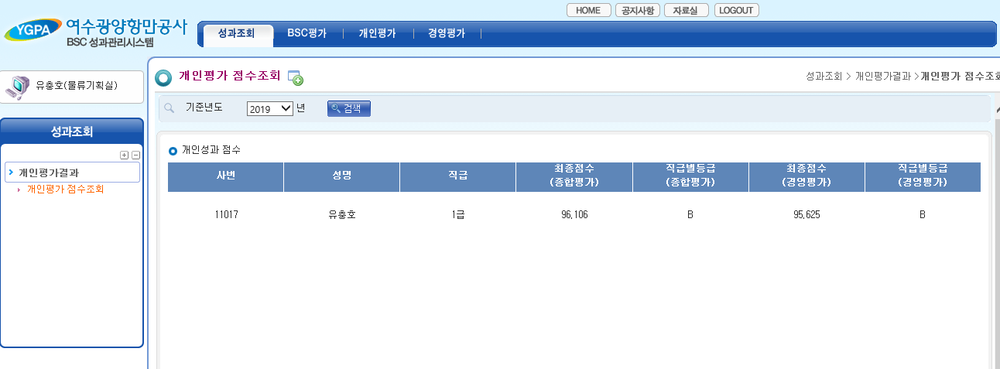 HOME 공지사항 자료실 LOGOUT
YGPA 여수광양항만공사
BSC 성과관리시스템
성과조회 BSC평가 개인평가 경영평가
유충호(물류기획실)
성과조회
개인평가결과
개인평가 점수조회
개인평가 점수조회
성과조회 > 개인평가결과 >개인평가 점수조회
기준년도 2019 년 검색
개인성과 점수
사번 성명 직급 최종점수 (종합평가) 직급별등급 (종합평가) 최종점수 (경영평가) 직급별등급 (경영평가)
11017 유충호 1급 96,106 B 95,625 B